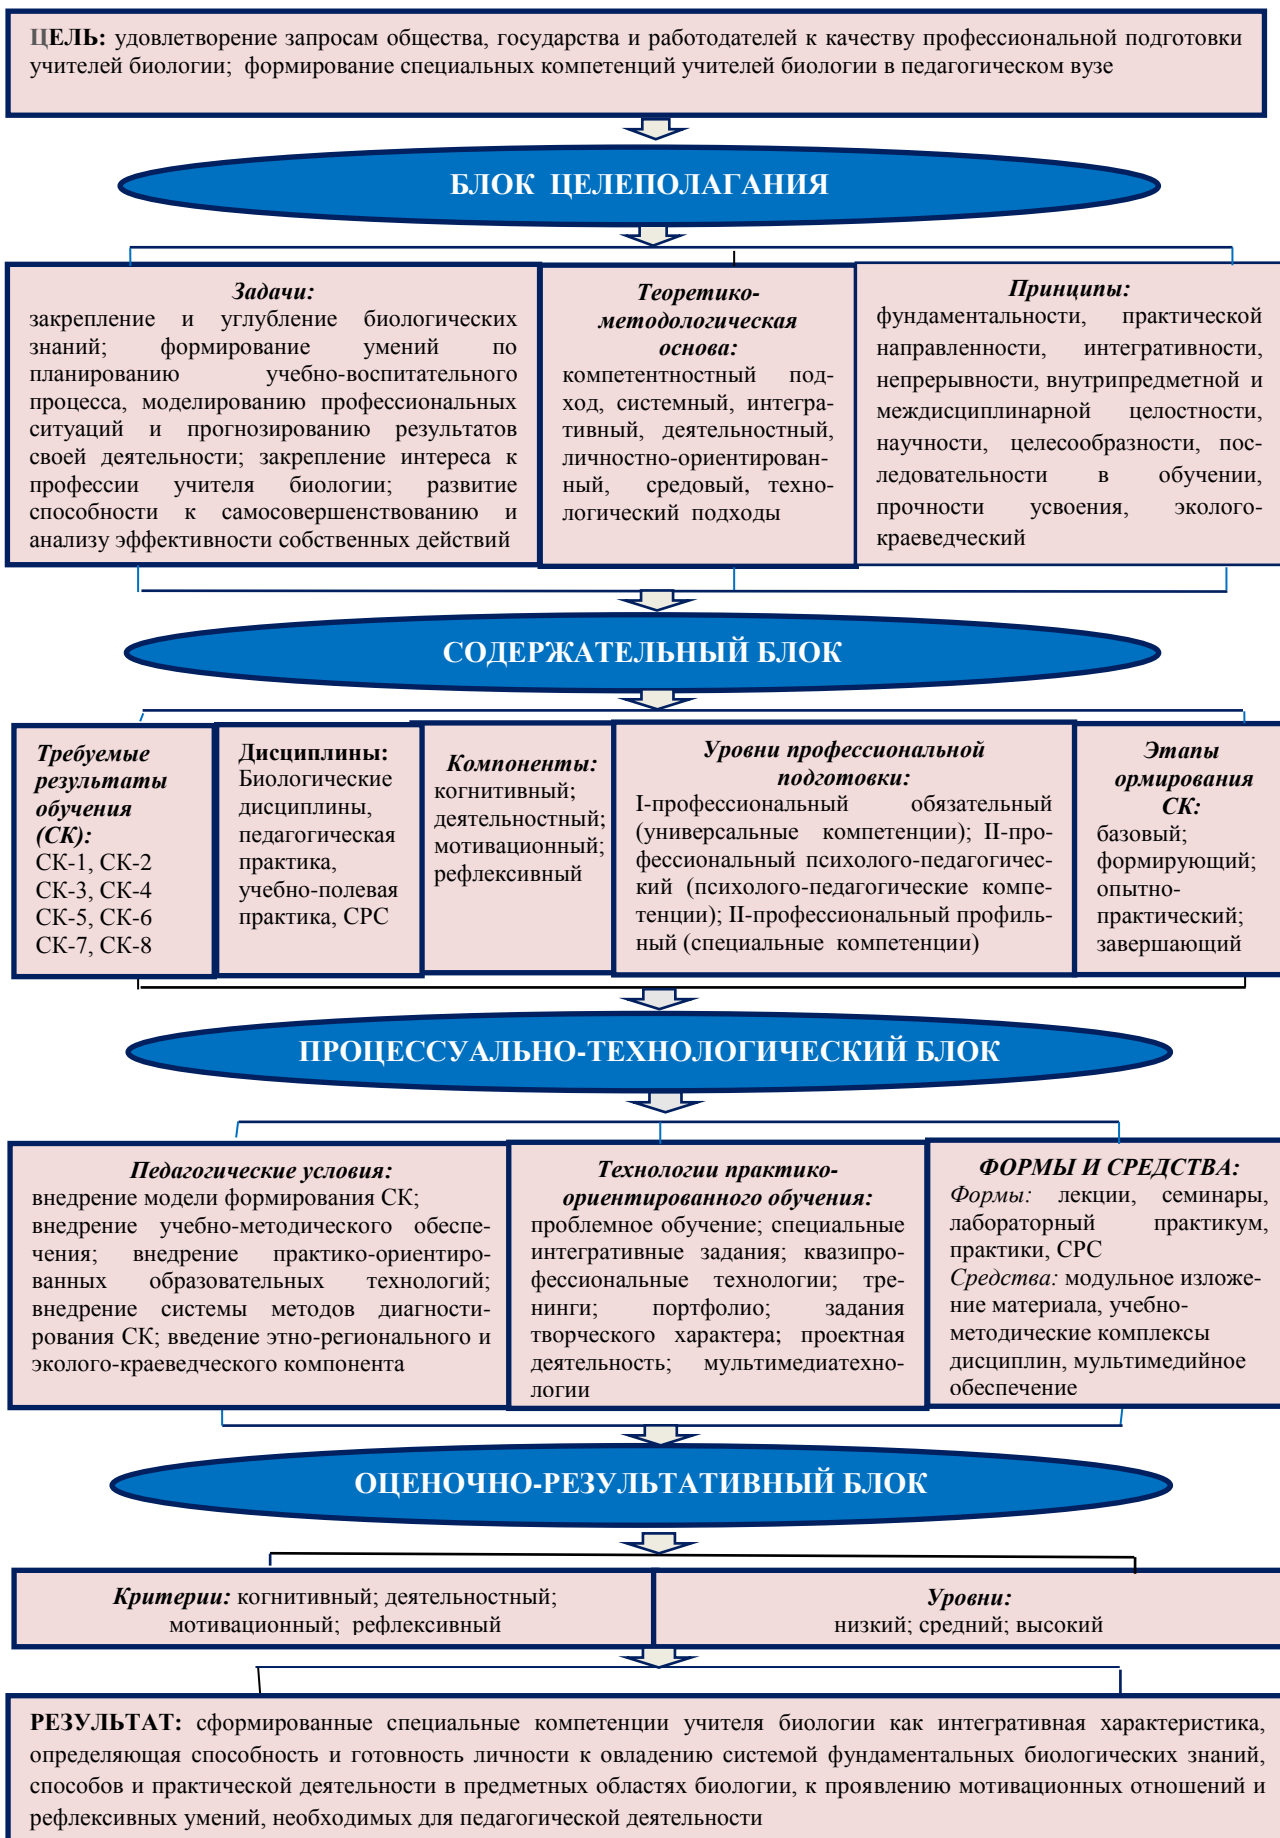 ЦЕЛЬ: удовлетворение запросам общества, государства и работодателей к качеству профессиональной подготовки
учителей биологии; формирование специальных компетенций учителей биологии в педагогическом вузе
БЛОК ЦЕЛЕПОЛАГАНИЯ
Задачи:
закрепление и углубление биологических
знаний; формирование умений по
планированию учебно-воспитательного
процесса, моделированию профессиональных
ситуаций и прогнозированию результатов
своей деятельности; закрепление интереса к
профессии учителя биологии; развитие
способности к самосовершенствованию и
анализу эффективности собственных действий
Теоретико-
методологическая
основа:
компетентностный под-
ход, системный, интегра-
тивный, деятельностный,
личностно-ориентирован-
ный, средовый, техно-
логический подходы
Принципы:
фундаментальности, практической
направленности, интегративности,
непрерывности, внутрипредметной и
междисциплинарной целостности,
научности, целесообразности, пос-
ледовательности в обучении,
прочности усвоения, эколого-
краеведческий
СОДЕРЖАТЕЛЬНЫЙ БЛОК
Требуемые
результаты
обучения
(СК):
СК-1, СК-2
СК-3, СК-4
СК-5, СК-6
СК-7, СК-8
Дисциплины:
Биологические
дисциплины,
педагогическая
практика,
учебно-полевая
практика, СРС
Компоненты:
когнитивный;
деятельностный;
мотивационный;
рефлексивный
Уровни профессиональной
подготовки:
I-профессиональный обязательный
(универсальные компетенции); II-про-
фессиональный психолого-педагогичес-
кий (психолого-педагогические компе-
тенции); II-профессиональный профиль-
ный (специальные компетенции)
Этапы
ормирования
СК:
базовый;
формирующий;
опытно-
практический;
завершающий
ПРОЦЕССУАЛЬНО-ТЕХНОЛОГИЧЕСКИЙ БЛОК
Педагогические условия:
внедрение модели формирования СК;
внедрение учебно-методического обеспе-
чения; внедрение практико-ориентиро-
ванных образовательных технологий;
внедрение системы методов диагности-
рования СК; введение этно-регионального и
эколого-краеведческого компонента
Технологии практико-
ориентированного обучения:
проблемное обучение; специальные
интегративные задания; квазипро-
фессиональные технологии; тре-
нинги; портфолио; задания
творческого характера; проектная
деятельность; мультимедиатехно-
логии
ФОРМЫ И СРЕДСТВА:
Формы: лекции, семинары,
лабораторный практикум,
практики, СРС
Средства: модульное изложе-
ние материала, учебно-
методические комплексы
дисциплин, мультимедийное
обеспечение
ОЦЕНОЧНО-РЕЗУЛЬТАТИВНЫЙ БЛОК
Критерии: когнитивный; деятельностный;
мотивационный; рефлексивный
Уровни:
низкий; средний; высокий
РЕЗУЛЬТАТ: сформированные специальные компетенции учителя биологии как интегративная характеристика,
определяющая способность и готовность личности к овладению системой фундаментальных биологических знаний,
способов и практической деятельности в предметных областях биологии, к проявлению мотивационных отношений и
рефлексивных умений, необходимых для педагогической деятельности